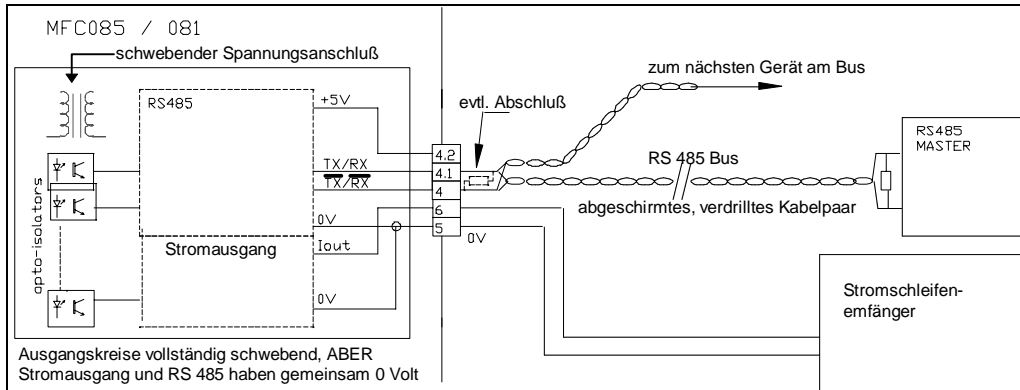 MFC085 / 081
schwebender Spannungsanschluß
RS485
+5V
TX/RX
TX/RX
0V
Iout
Stromausgang
0V
opto-isolators
Ausgangskreise vollständig schwebend, ABER
Stromausgang und RS 485 haben gemeinsam 0 Volt
4.2
4.1
4
6
5
0V
evtl. Abschluß
zum nächsten Gerät am Bus
RS 485 Bus
abgeschirmtes, verdrilltes Kabelpaar
RS485
MASTER
Stromschleifen-
emfänger